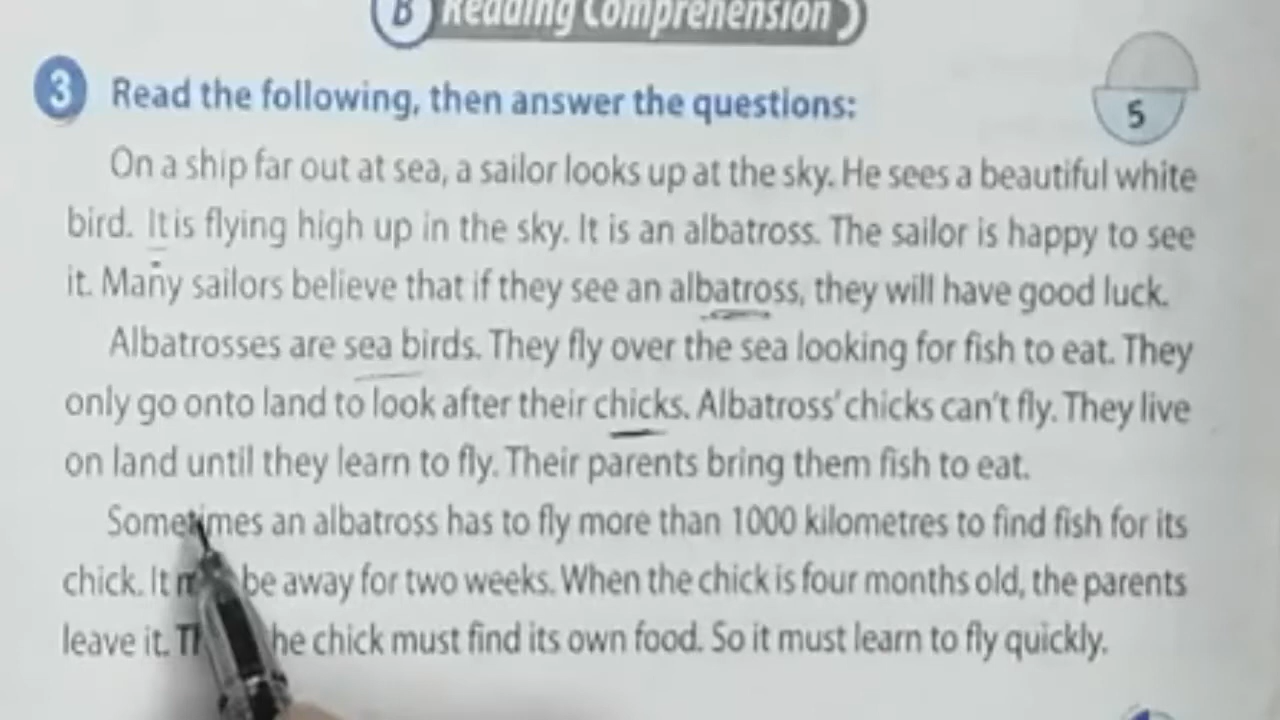 B Reading Comprehension
3 Read the following, then answer the questions:
5
On a ship far out at sea, a sailor looks up at the sky. He sees a beautiful white
bird. It is flying high up in the sky. It is an albatross. The sailor is happy to see
it. Many sailors believe that if they see an albatross, they will have good luck.
Albatrosses are sea birds. They fly over the sea looking for fish to eat. They
only go onto land to look after their chicks. Albatross' chicks can't fly. They live
on land until they learn to fly. Their parents bring them fish to eat.
Sometimes an albatross has to fly more than 1000 kilometres to find fish for its
chick. It be away for two weeks. When the chick is four months old, the parents
leave it. chick must find its own food. So it must learn to fly quickly.